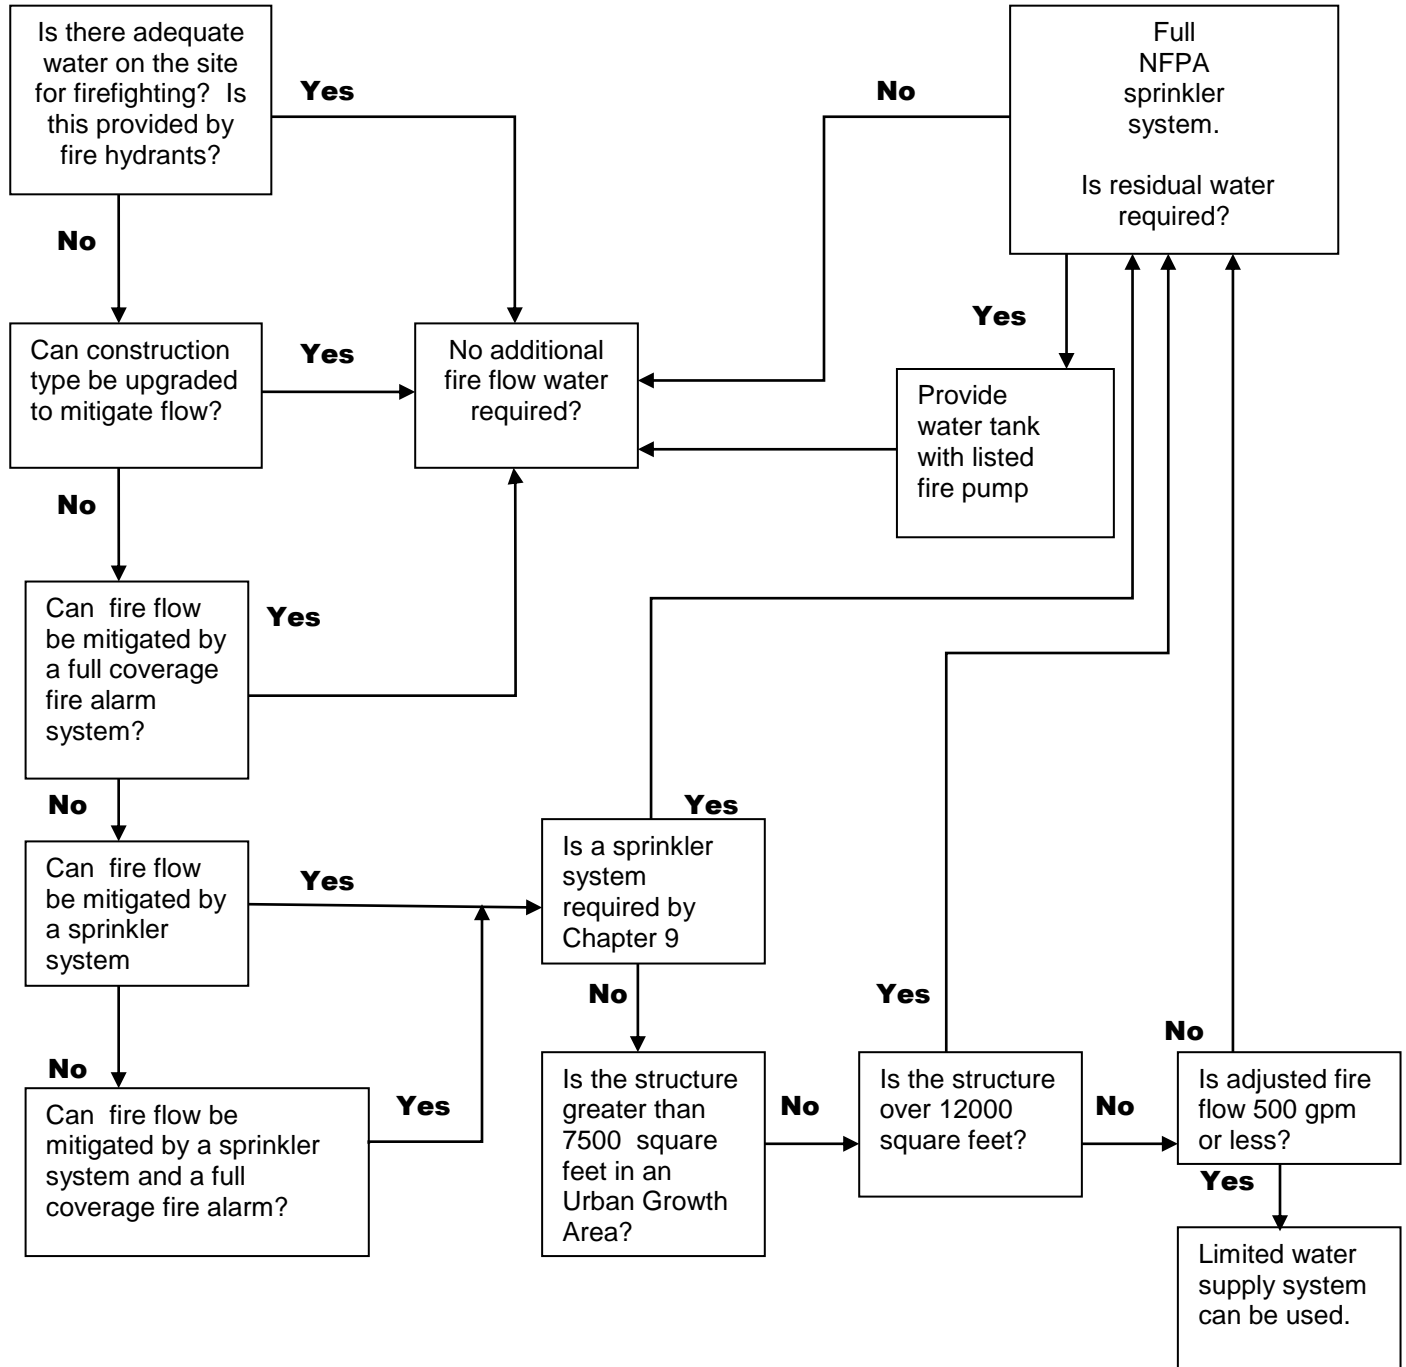 Is there adequate
water on the site
for firefighting? Is
this provided by
fire hydrants?
Yes
No
Full
NFPA
sprinkler
system.
Is residual water
required?
No
Yes
Can construction
type be upgraded
to mitigate flow?
Yes
No
No additional
fire flow water
required?
Provide
water tank
with listed
fire pump
Can fire flow
be mitigated by
a full coverage
fire alarm
system?
Yes
No
Can fire flow
be mitigated by
a sprinkler
system
Yes
No
Can fire flow be
mitigated by a sprinkler
system and a full
coverage fire alarm?
Yes
Is a sprinkler
system
required by
Chapter 9
Yes
No
Is the structure
greater than
7500 square
feet in an
Urban Growth
Area?
No
Is the structure
over 12000
square feet?
Yes
No
Is adjusted fire
flow 500 gpm
or less?
No
Yes
Limited water
supply system
can be used.